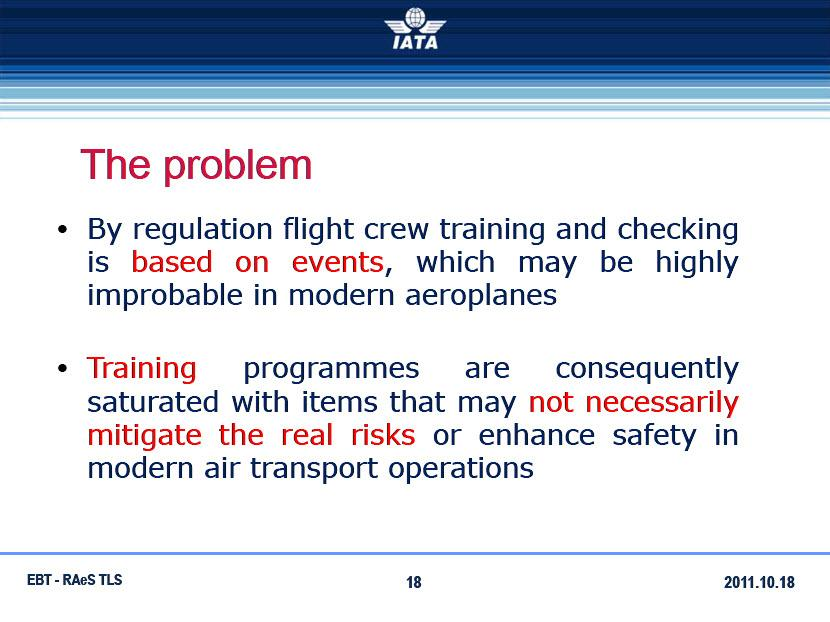 IATA
The problem
• By regulation flight crew training and checking
is based on events, which may be highly
improbable in modern aeroplanes
• Training programmes are consequently
saturated with items that may not necessarily
mitigate the real risks or enhance safety in
modern air transport operations
EBT - RAeS TLS
18
2011.10.18